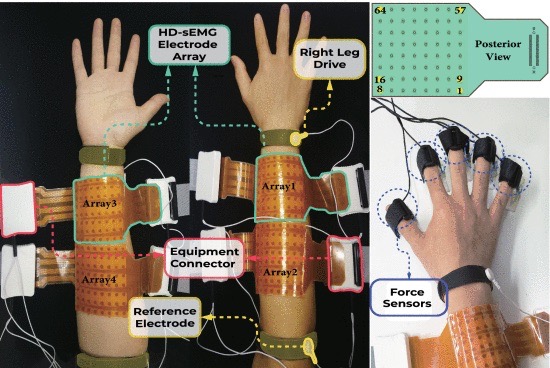 HD-sEMG
Electrode
Array
Right Leg
Drive
64
57
Posterior
View
16
9
8
1
Array3
Array1
Array4
Array2
Equipment
Connector
Reference
Electrode
Force
Sensors